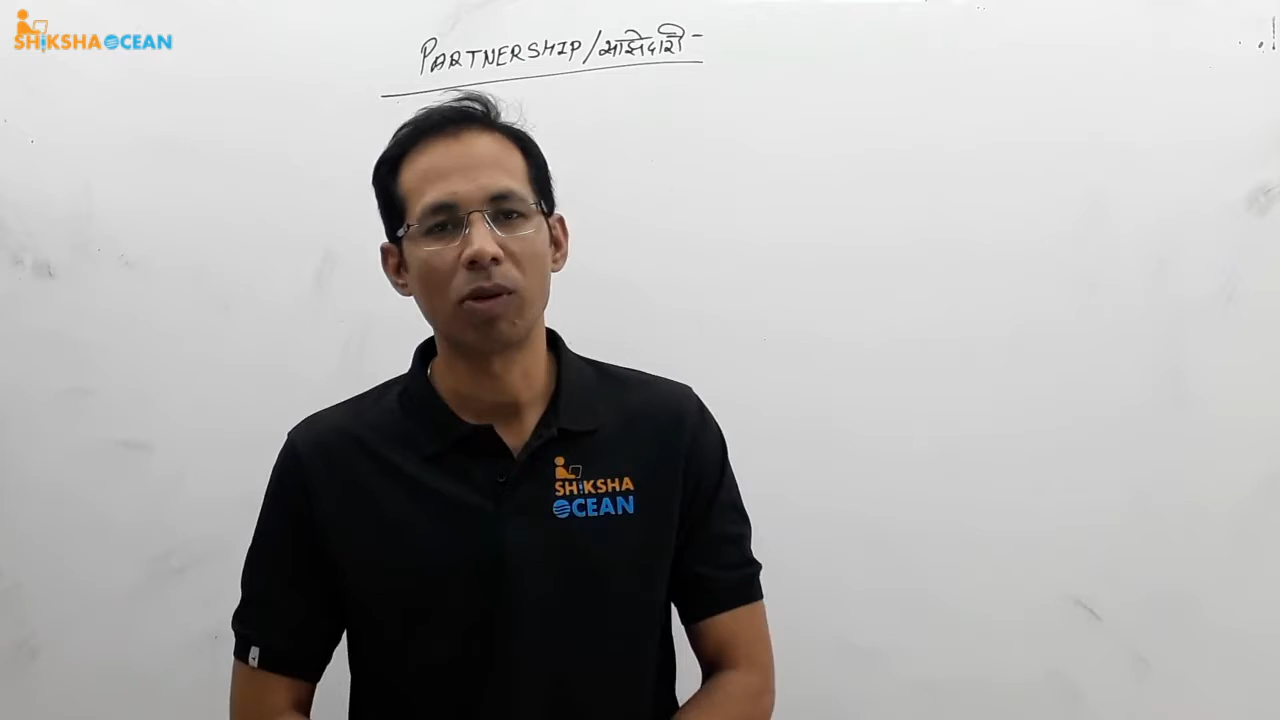 SHIKSHA OCEAN
PARTNERSHIP/साझेदारी-
SHIKSHA
OCEAN